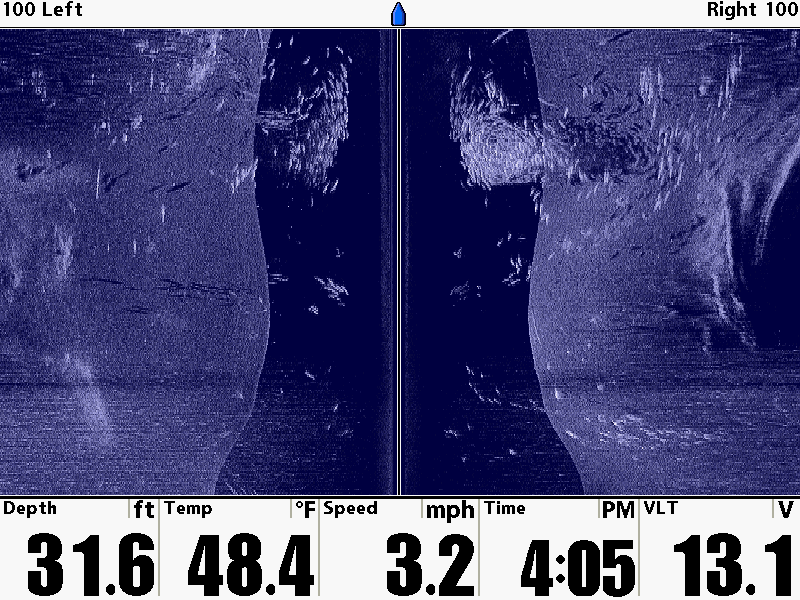 100 Left Right 100
Depth ft Temp °F Speed mph Time PM VLT V
31.6 48.4 3.2 4:05 13.1